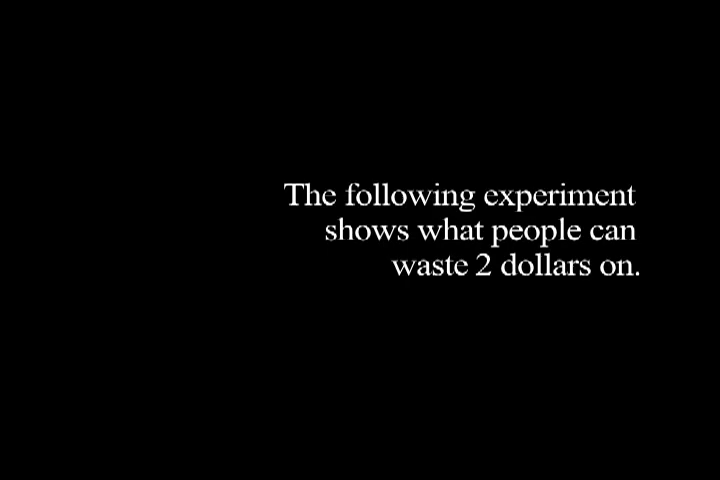 The following experiment
shows what people can
waste 2 dollars on.